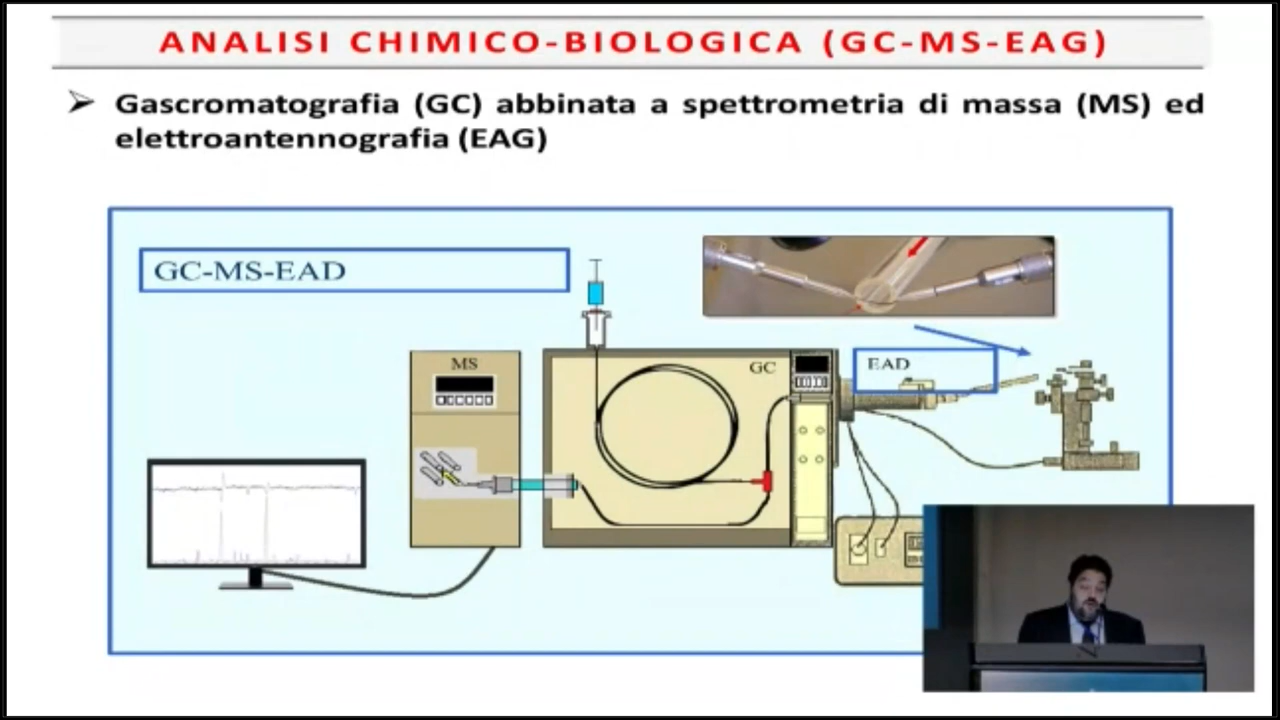 ANALISI CHIMICO-BIOLOGICA (GC-MS-EAG)
Gascromatografia (GC) abbinata a spettrometria di massa (MS) ed
elettroantennografia (EAG)
GC-MS-EAD
MS
GC
EAD